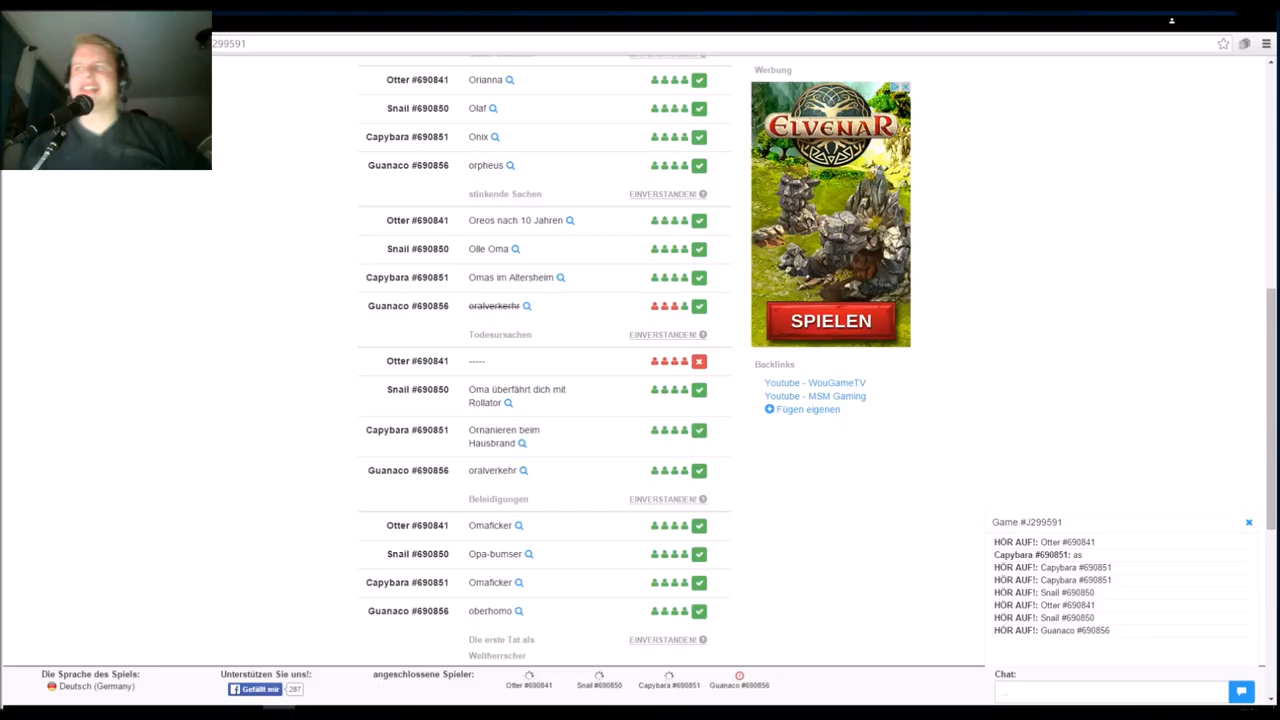 299591
Otter #690841 Orianna
Snail #690850 Olaf
Capybara #690851 Onix
Guanaco #690856 orpheus
stinkende Sachen EINVERSTANDEN!
Otter #690841 Oreos nach 10 Jahren
Snail #690850 Olle Oma
Capybara #690851 Omas im Altersheim
Guanaco #690856 oralverkerhr
Todesursachen EINVERSTANDEN!
Otter #690841 -----
Snail #690850 Oma überfährt dich mit
Rollator
Capybara #690851 Ornanieren beim
Hausbrand
Guanaco #690856 oralverkehr
Beleidigungen EINVERSTANDEN!
Otter #690841 Omaficker
Snail #690850 Opa-bumser
Capybara #690851 Omaficker
Guanaco #690856 oberhomo
Die erste Tat als EINVERSTANDEN!
Weltherrscher
Werbung
ELVENAR
SPIELEN
Backlinks
Youtube - WouGameTV
Youtube - MSM Gaming
Fügen eigenen
Game #J299591
HÖR AUF!: Otter #690841
Capybara #690851: as
HÖR AUF!: Capybara #690851
HÖR AUF!: Capybara #690851
HÖR AUF!: Snail #690850
HÖR AUF!: Otter #690841
HÖR AUF!: Snail #690850
HÖR AUF!: Guanaco #690856
Chat:
Die Sprache des Spiels:
Deutsch (Germany)
Unterstützen Sie uns!:
Gefällt mir 287
angeschlossene Spieler:
Otter #690841 Snail #690850 Capybara #690851 Guanaco #690856